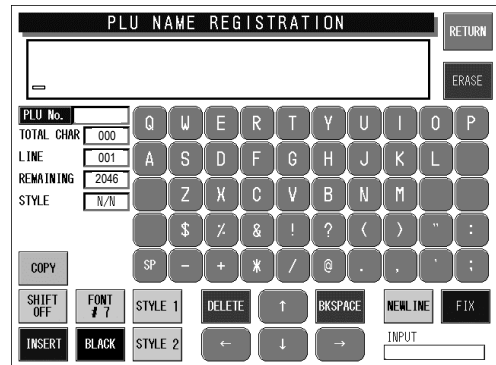 PLU NAME REGISTRATION
RETURN
ERASE
PLU No.
TOTAL CHAR 000
LINE 001
REMAINING 2046
STYLE N/N
Q W E R T Y U I O P
A S D F G H J K L
Z X C V B N M
$ % & ! ? ( ) " :
SP - + * / @ . , ' ;
COPY
SHIFT OFF
FONT # 7
STYLE 1
DELETE
↑
BKSPACE
NEWLINE
FIX
INSERT
BLACK
STYLE 2
← ↓ →
INPUT